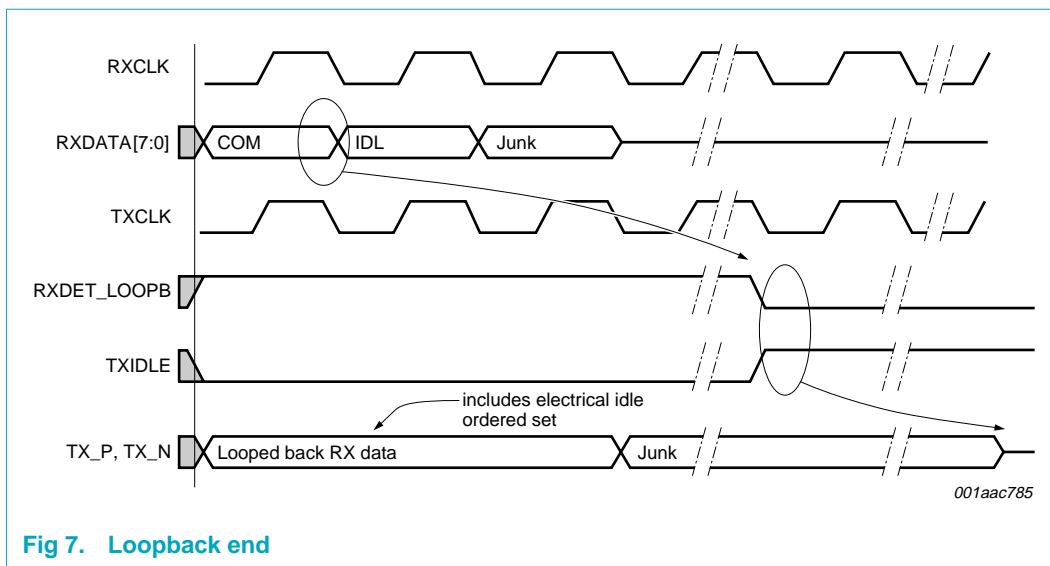 RXCLK
RXDATA[7:0]
COM
IDL
Junk
TXCLK
RXDET_LOOPB
TXIDLE
includes electrical idle
ordered set
TX_P, TX_N
Looped back RX data
Junk
001aac785
Fig 7. Loopback end